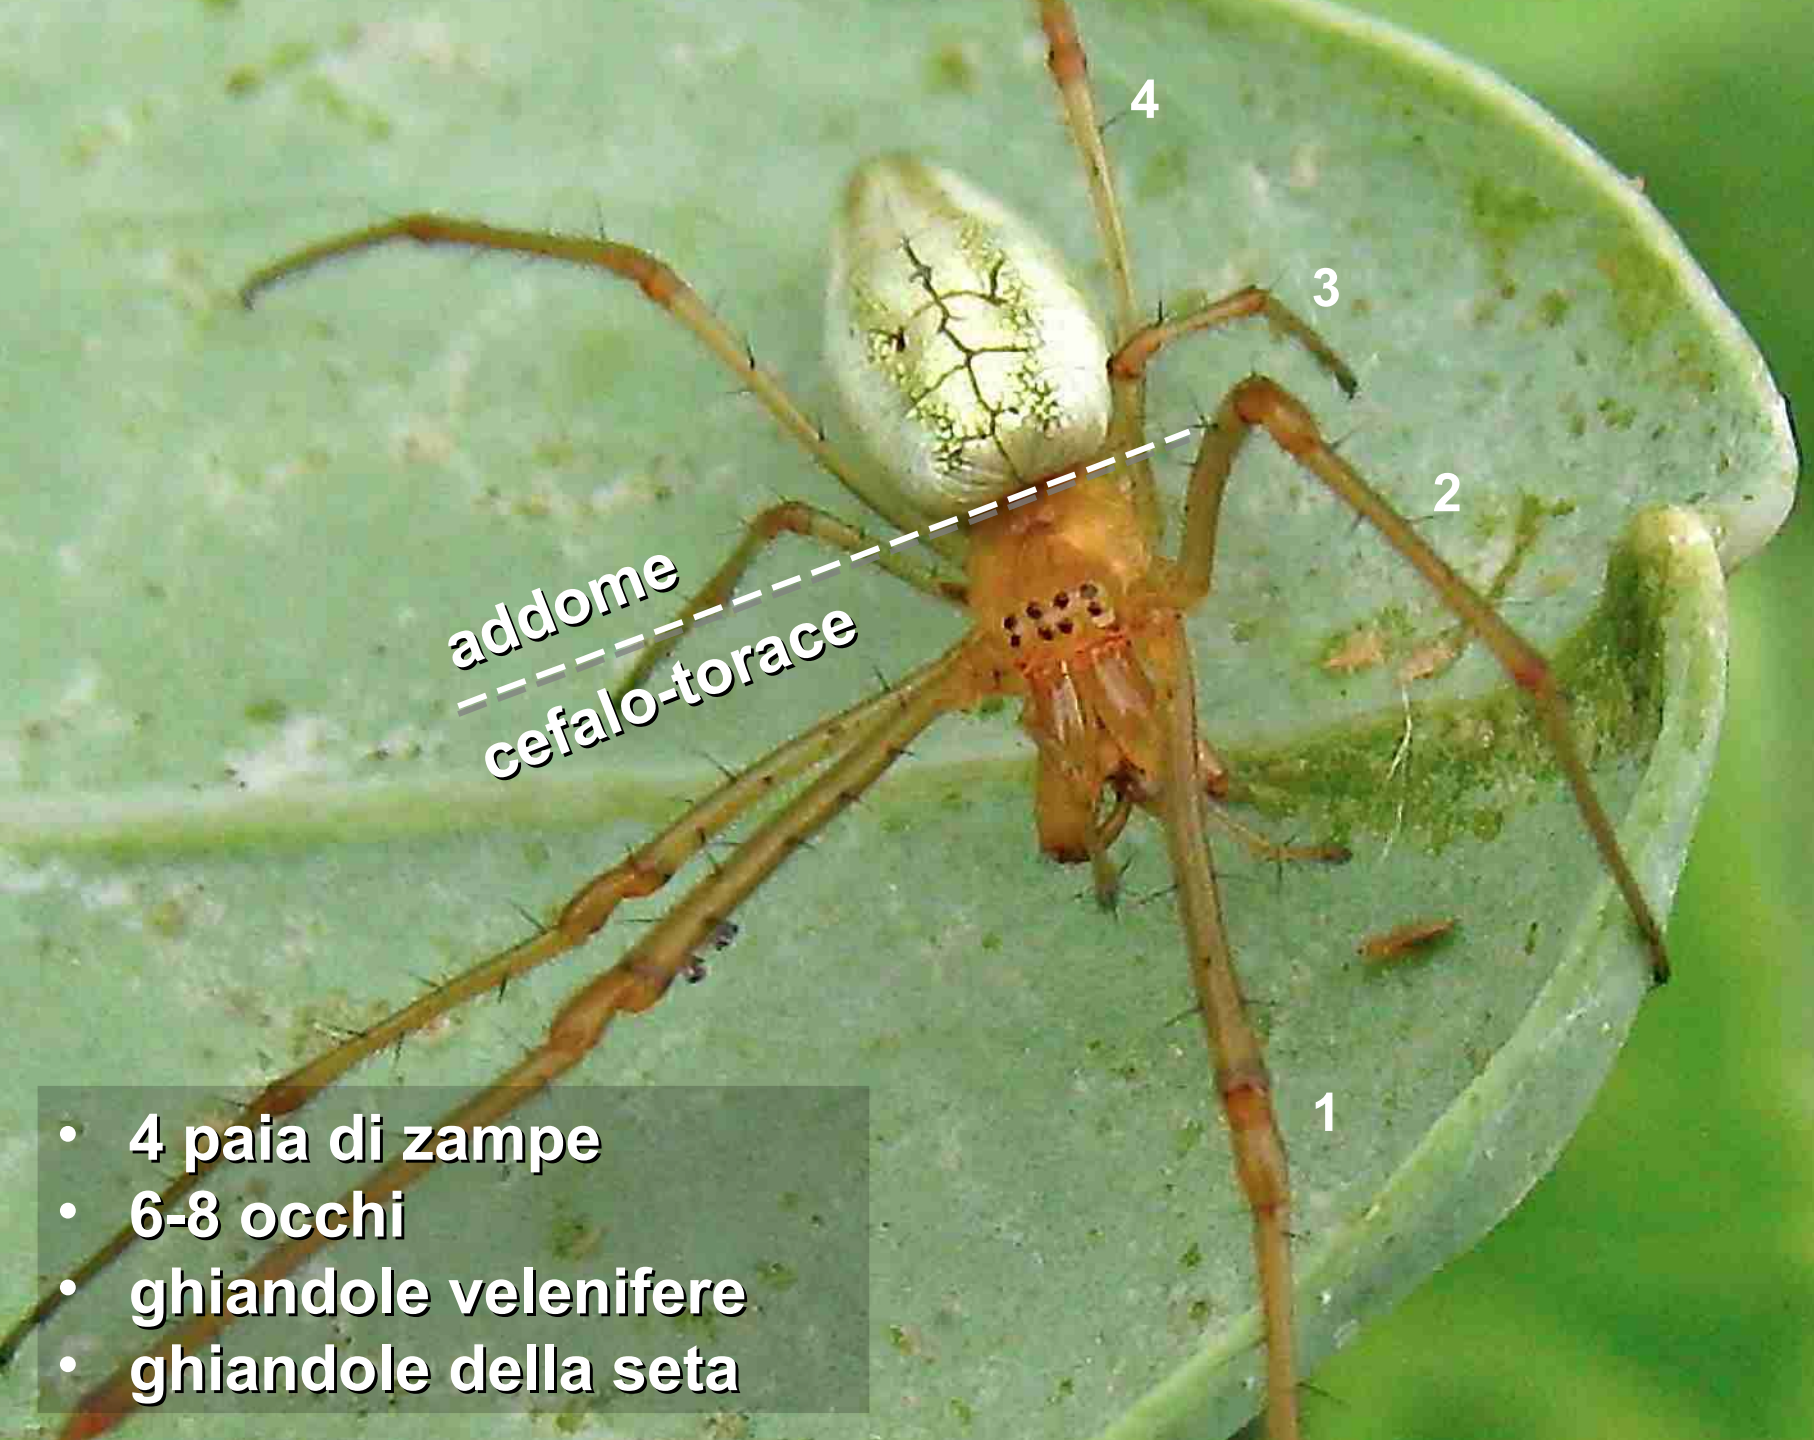 4
3
2
addome
cefalo-torace
1
• 4 paia di zampe
• 6-8 occhi
• ghiandole velenifere
• ghiandole della seta